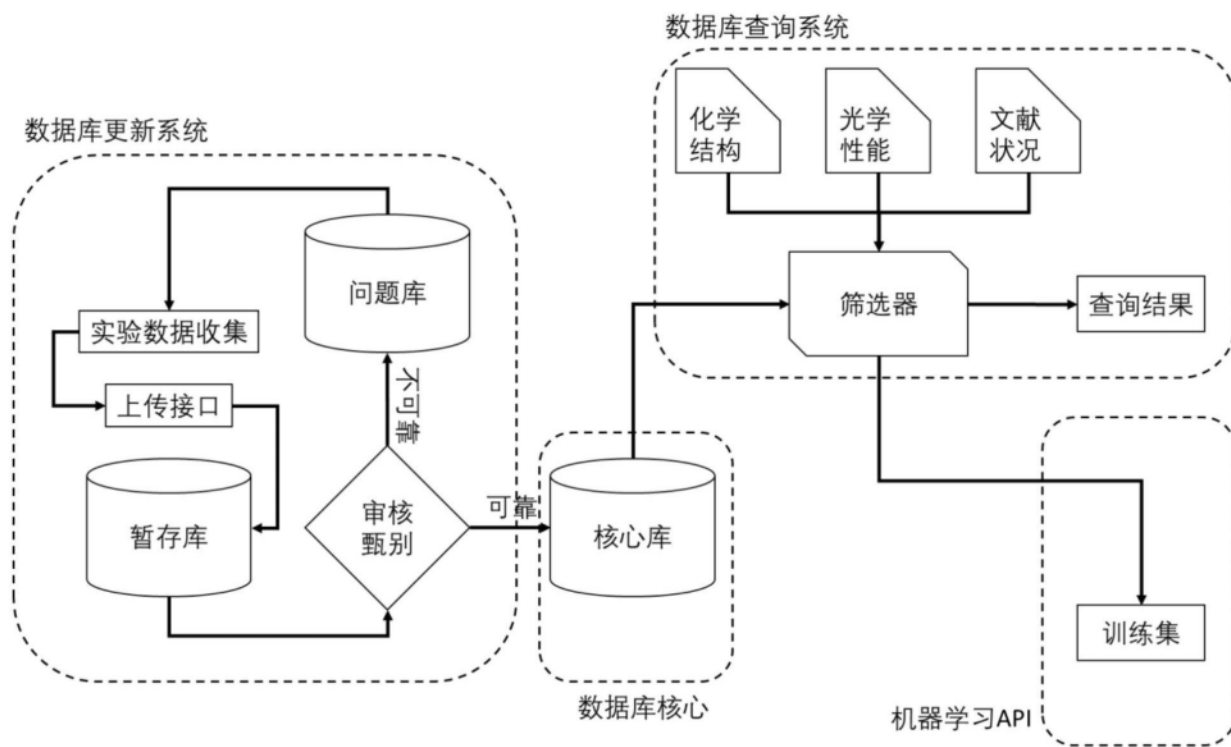 数据库查询系统
化学
结构
光学
性能
文献
状况
数据库更新系统
问题库
筛选器
查询结果
实验数据收集
上传接口
不可靠
暂存库
审核
甄别
可靠
核心库
训练集
数据库核心
机器学习API